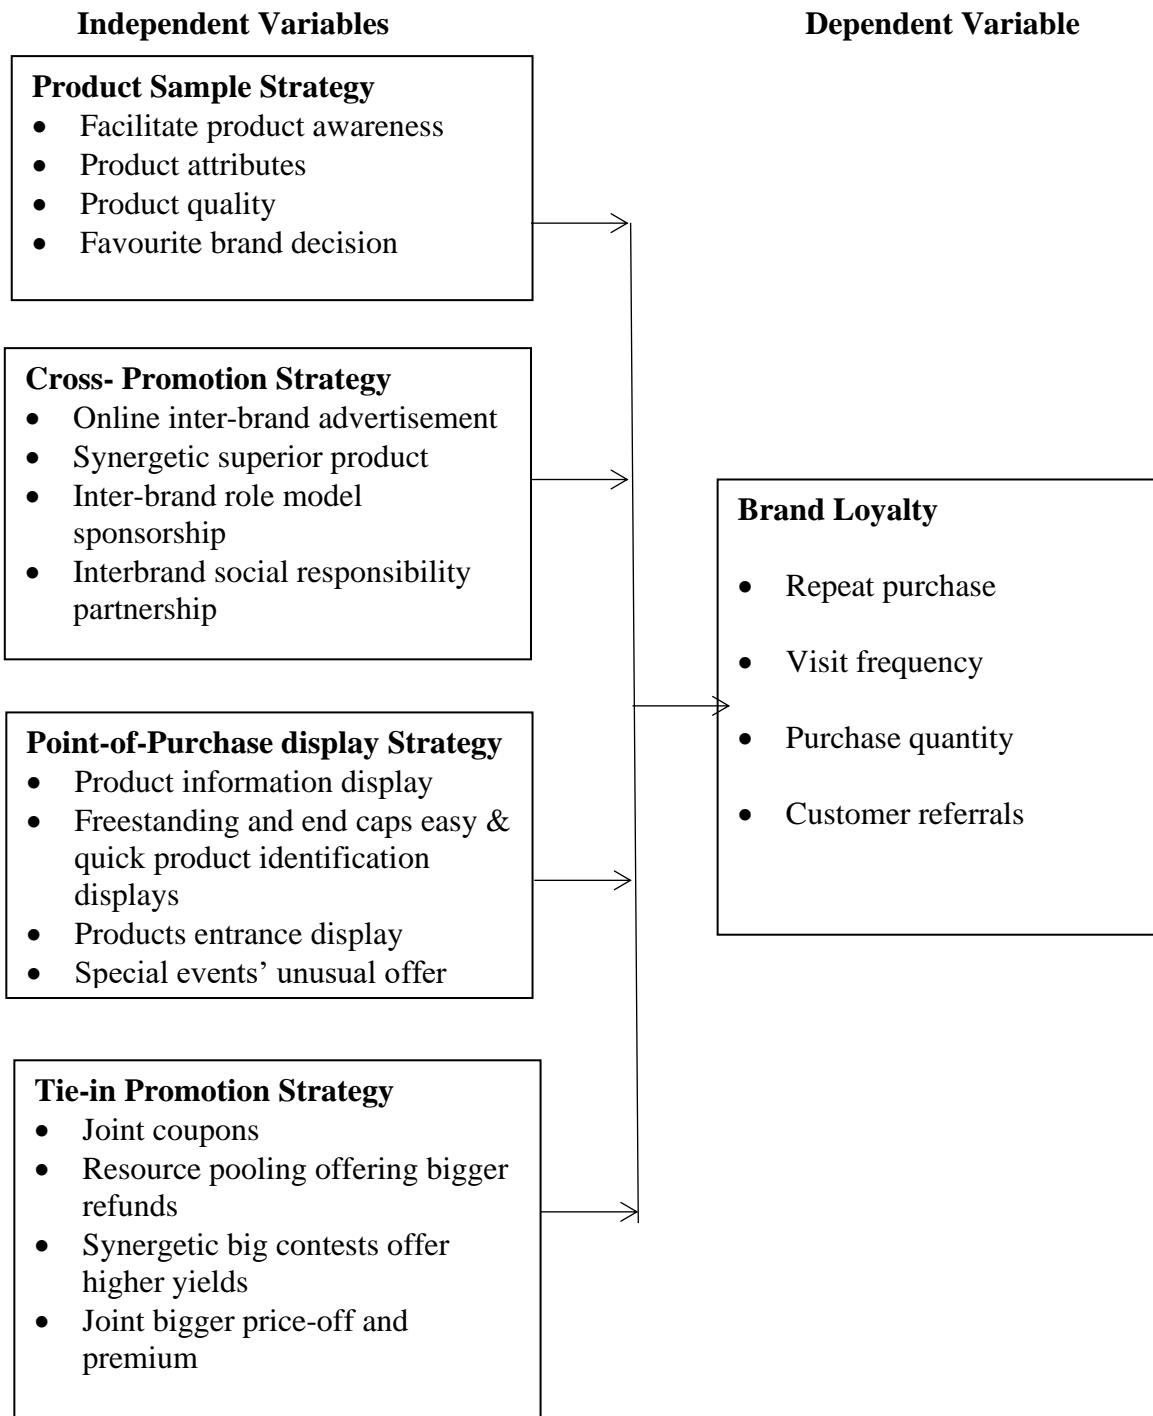 Independent Variables
Dependent Variable
Product Sample Strategy
• Facilitate product awareness
• Product attributes
• Product quality
• Favourite brand decision
Cross- Promotion Strategy
• Online inter-brand advertisement
• Synergetic superior product
• Inter-brand role model
sponsorship
• Interbrand social responsibility
partnership
Point-of-Purchase display Strategy
• Product information display
• Freestanding and end caps easy &
quick product identification
displays
• Products entrance display
• Special events’ unusual offer
Tie-in Promotion Strategy
• Joint coupons
• Resource pooling offering bigger
refunds
• Synergetic big contests offer
higher yields
• Joint bigger price-off and
premium
Brand Loyalty
• Repeat purchase
• Visit frequency
• Purchase quantity
• Customer referrals